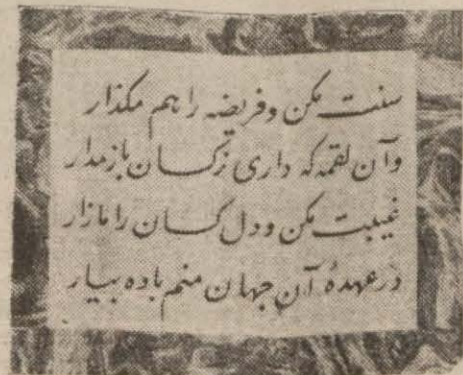 سنت مکن و فریضه را هم مگذار
وآن لقمه که داری زکسان باز مدار
غیبت مکن و دل کسان را مازار
در عهدهٔ آن جهان منم باده بیار